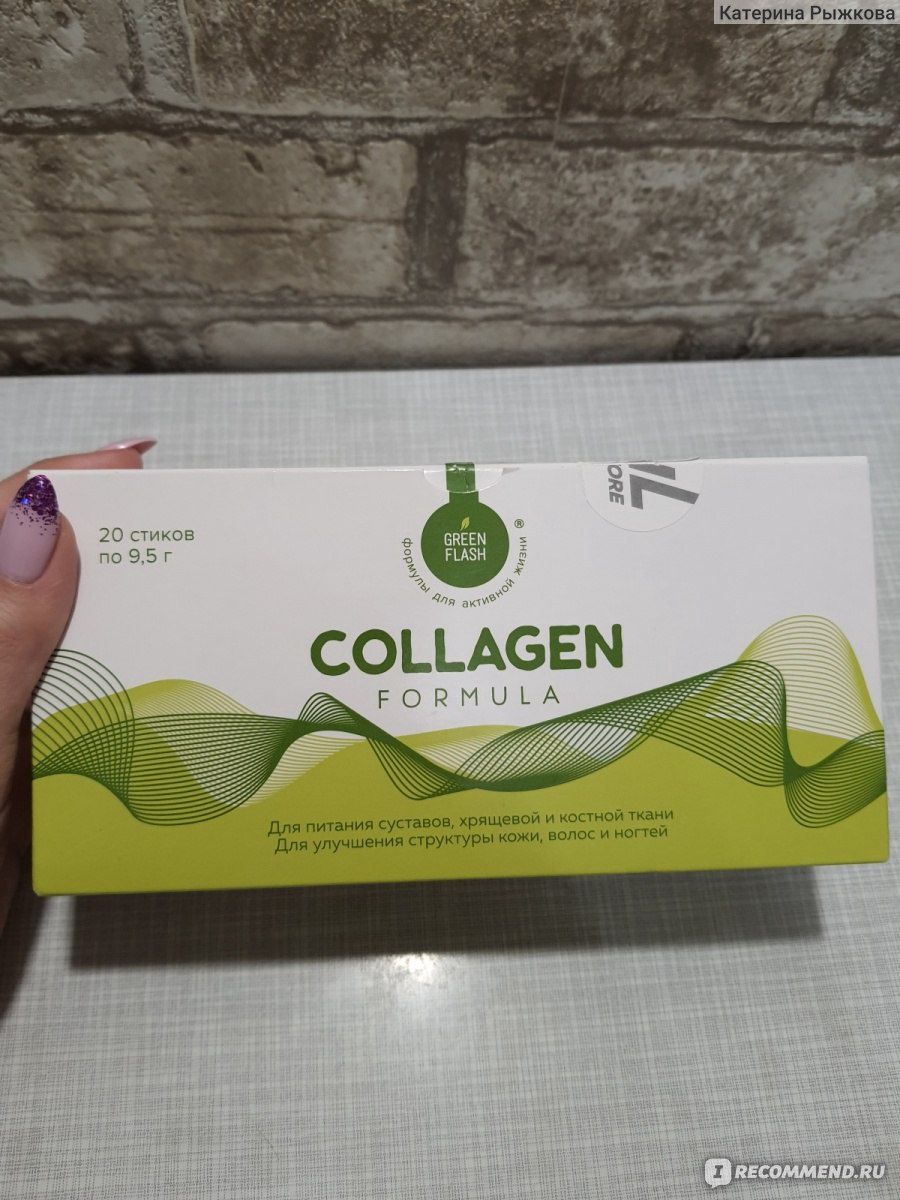 Катерина Рыжкова
20 стиков
по 9,5 г
GREEN
FLASH
®
формулы для активной жизни
ORE
COLLAGEN
FORMULA
Для питания суставов, хрящевой и костной ткани
Для улучшения структуры кожи, волос и ногтей
I RECOMMEND.RU